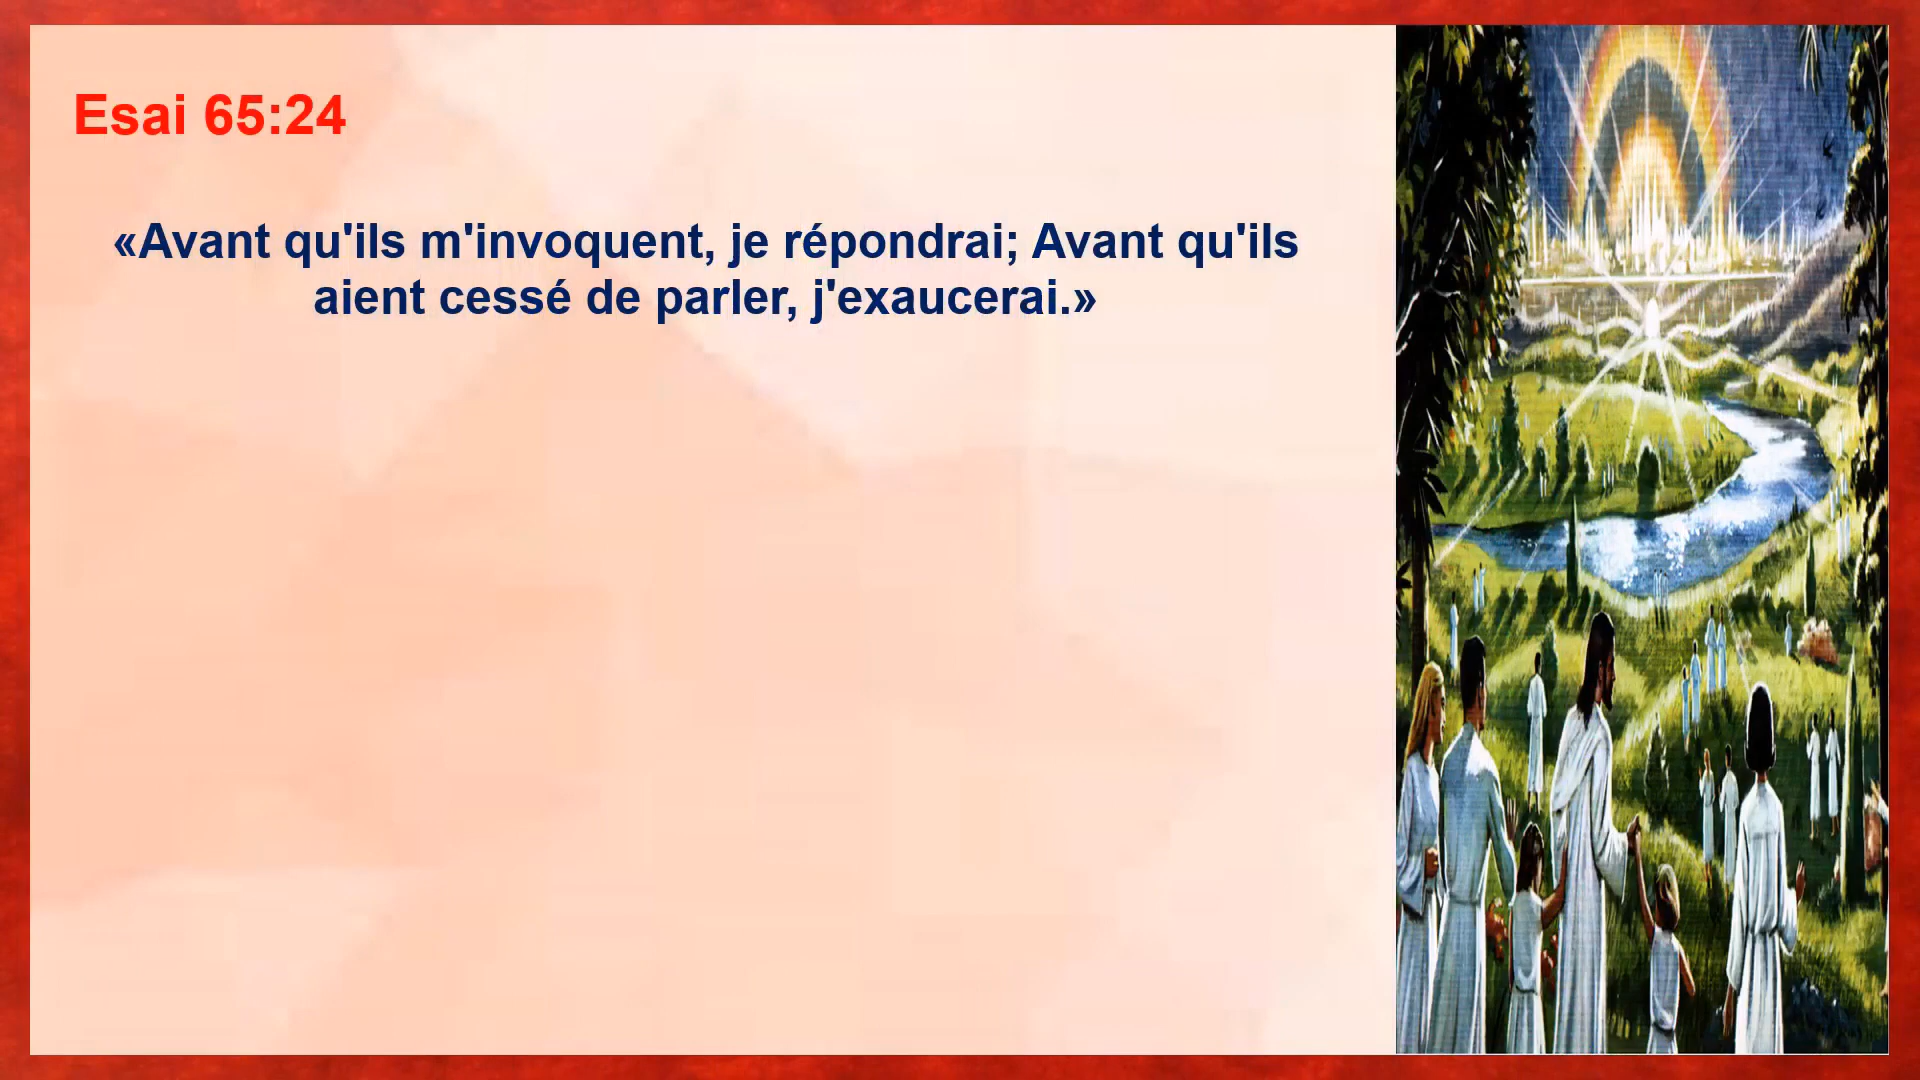 Esai 65:24
«Avant qu'ils m'invoquent, je répondrai; Avant qu'ils
aient cessé de parler, j'exaucerai.»